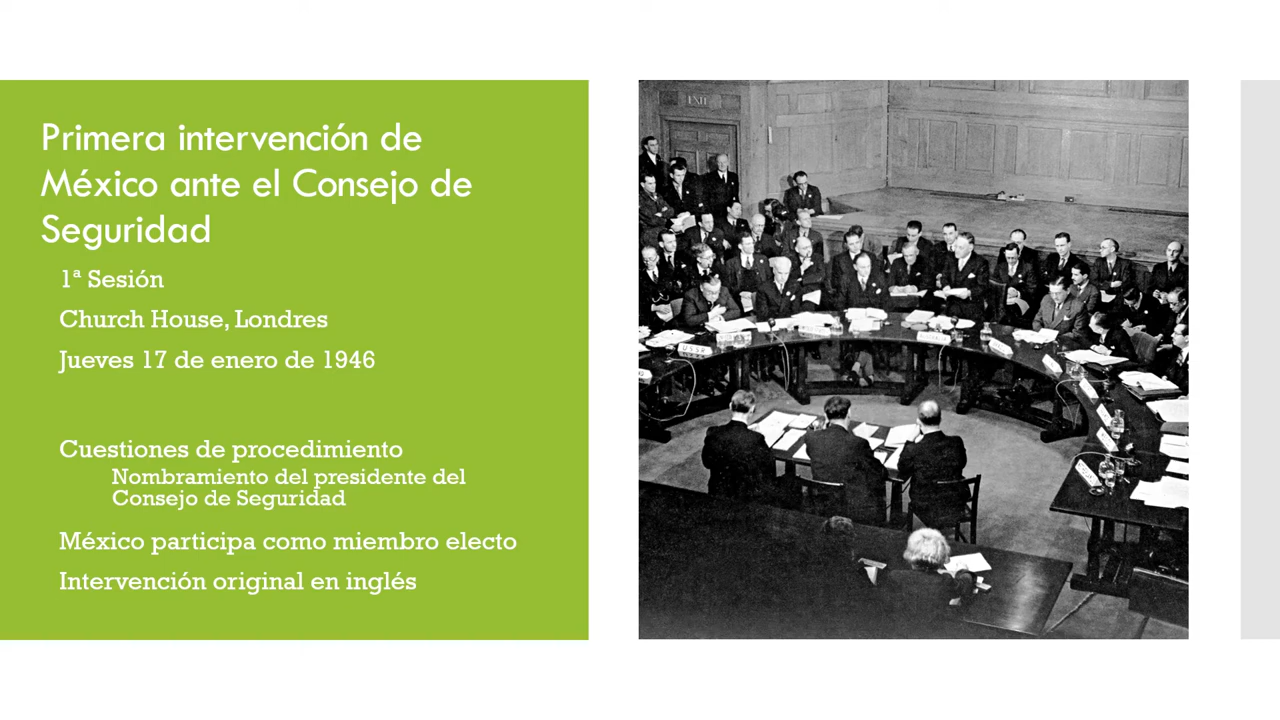 Primera intervención de
México ante el Consejo de
Seguridad
1ª Sesión
Church House, Londres
Jueves 17 de enero de 1946
Cuestiones de procedimiento
Nombramiento del presidente del
Consejo de Seguridad
México participa como miembro electo
Intervención original en inglés
EXIT
U S S R